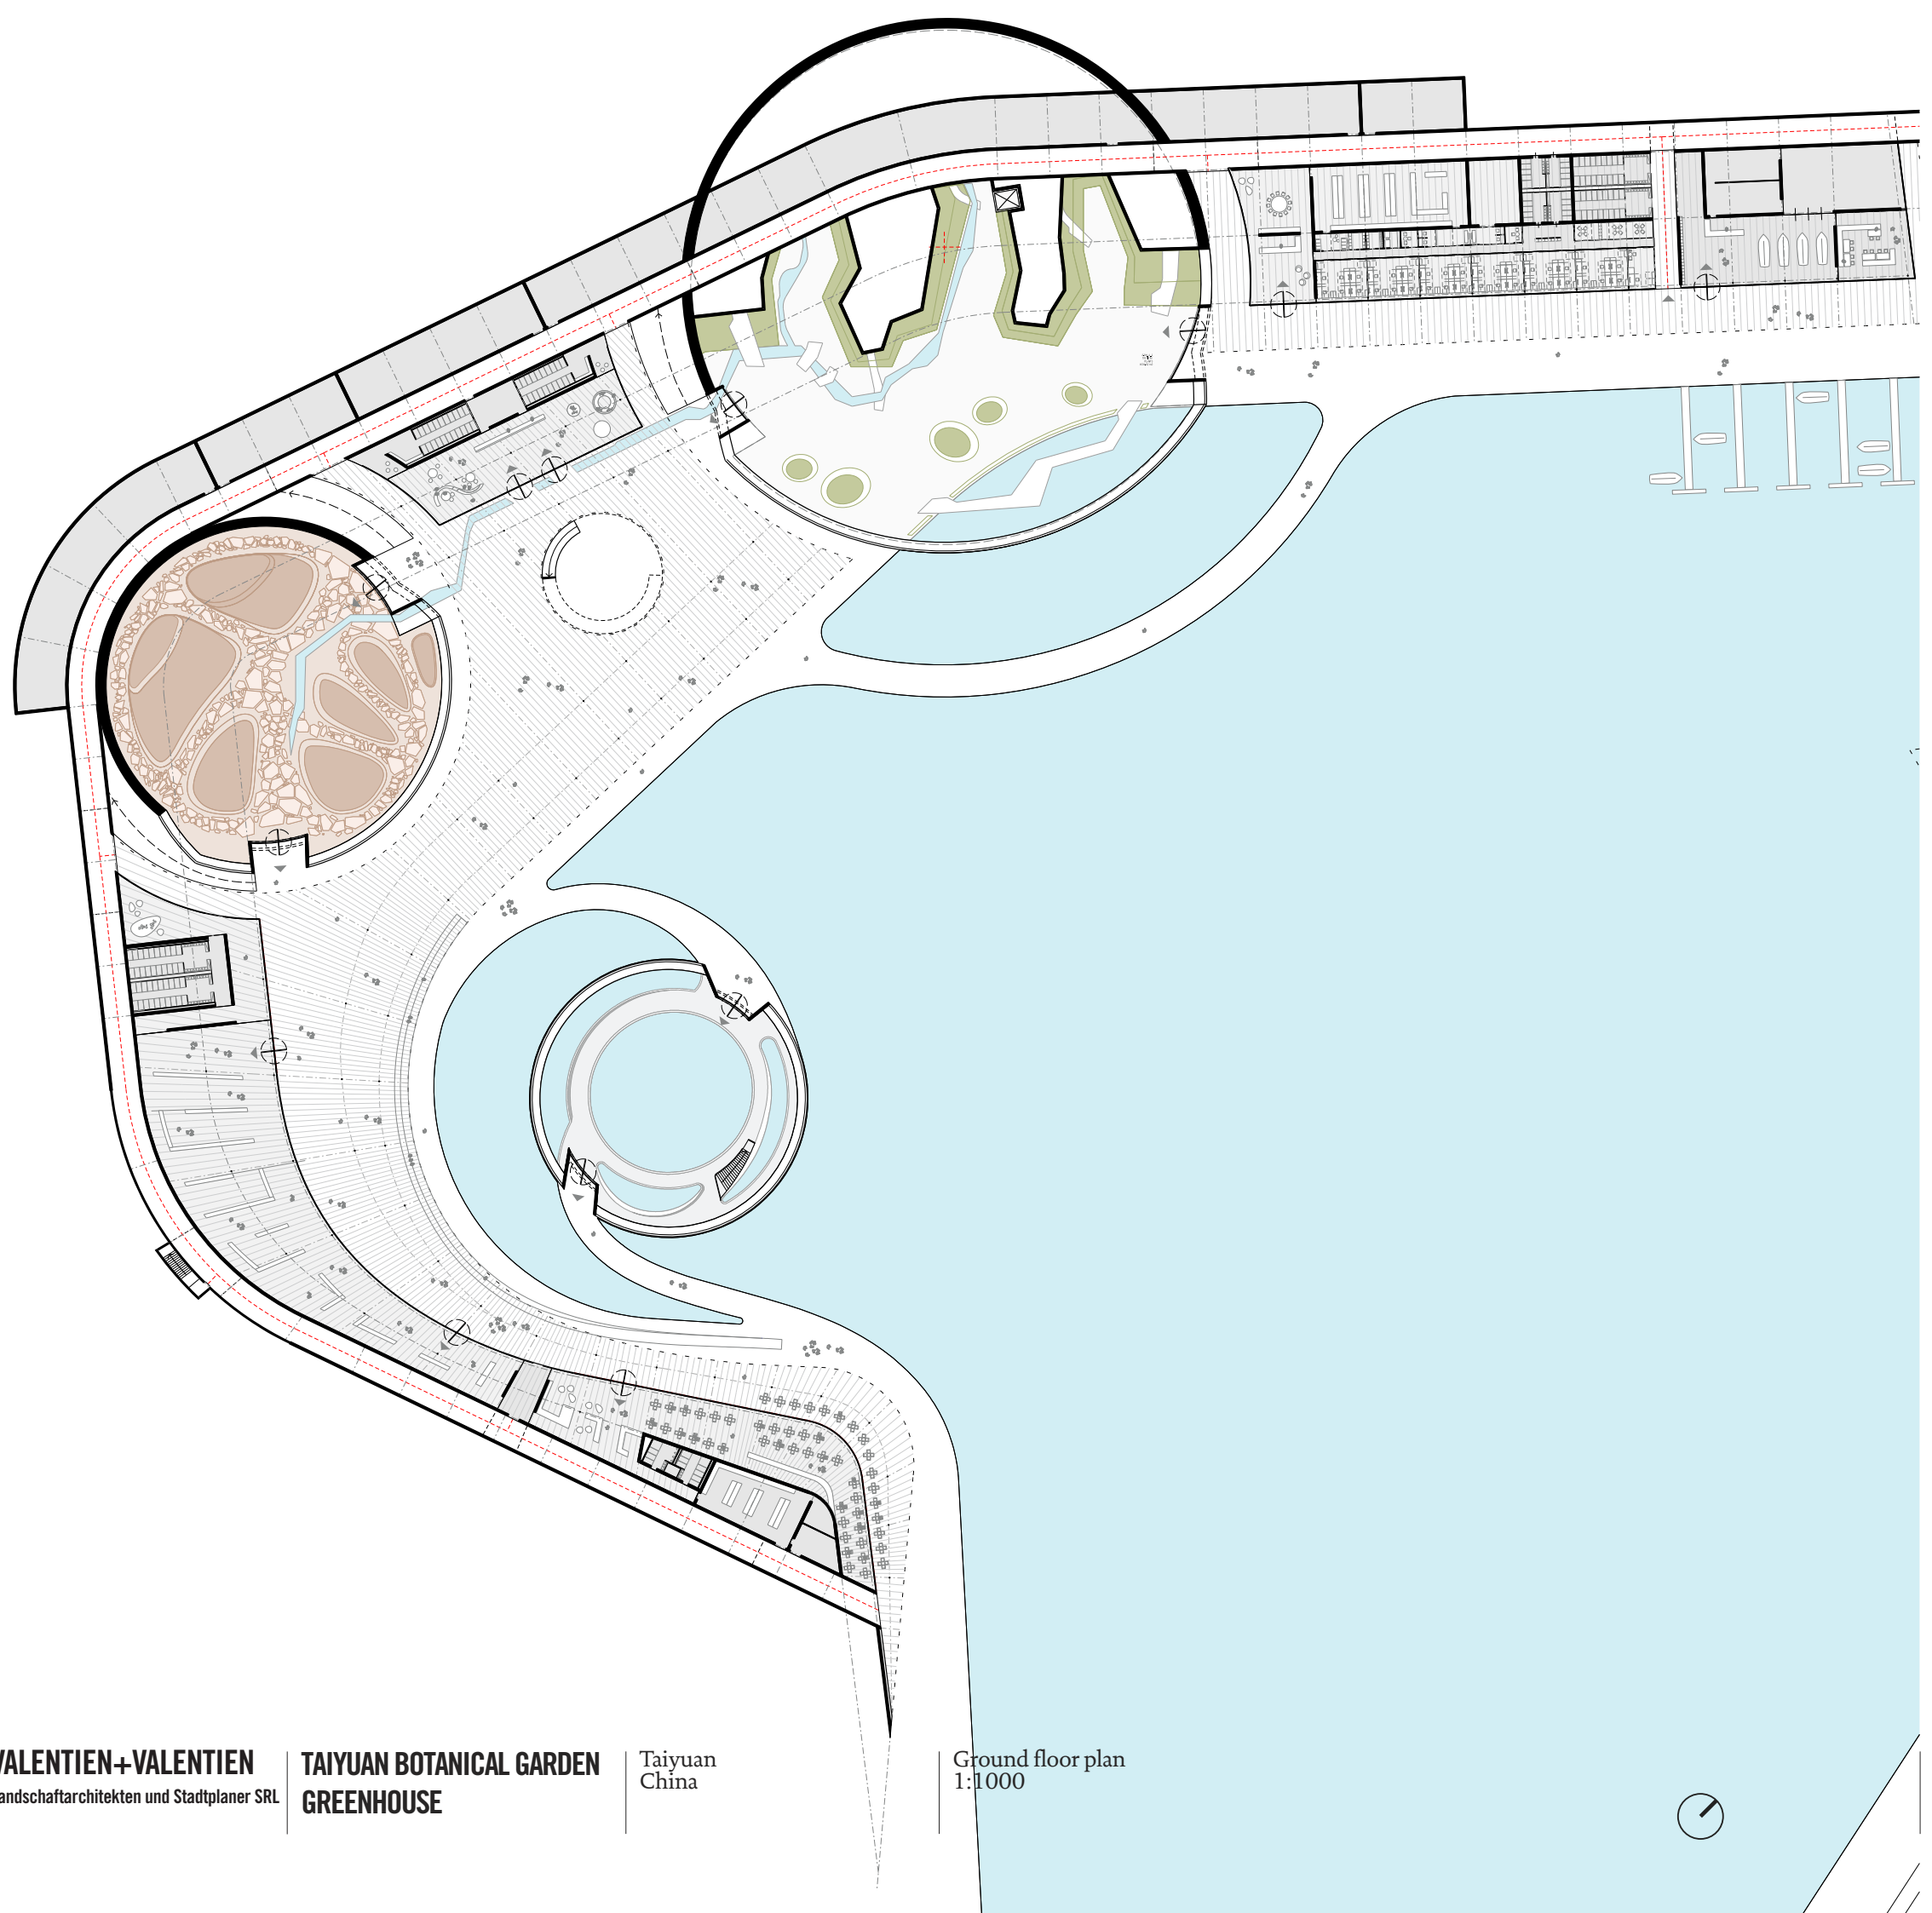 VALENTIEN+VALENTIEN
andschaftarchitekten und Stadtplaner SRL
TAIYUAN BOTANICAL GARDEN
GREENHOUSE
Taiyuan
China
Ground floor plan
1:1000